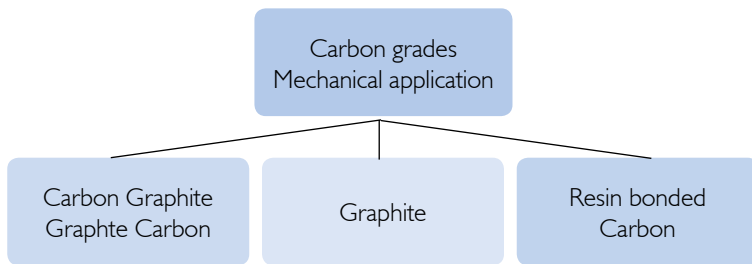 Carbon grades
Mechanical application
Carbon Graphite
Graphte Carbon
Graphite
Resin bonded
Carbon